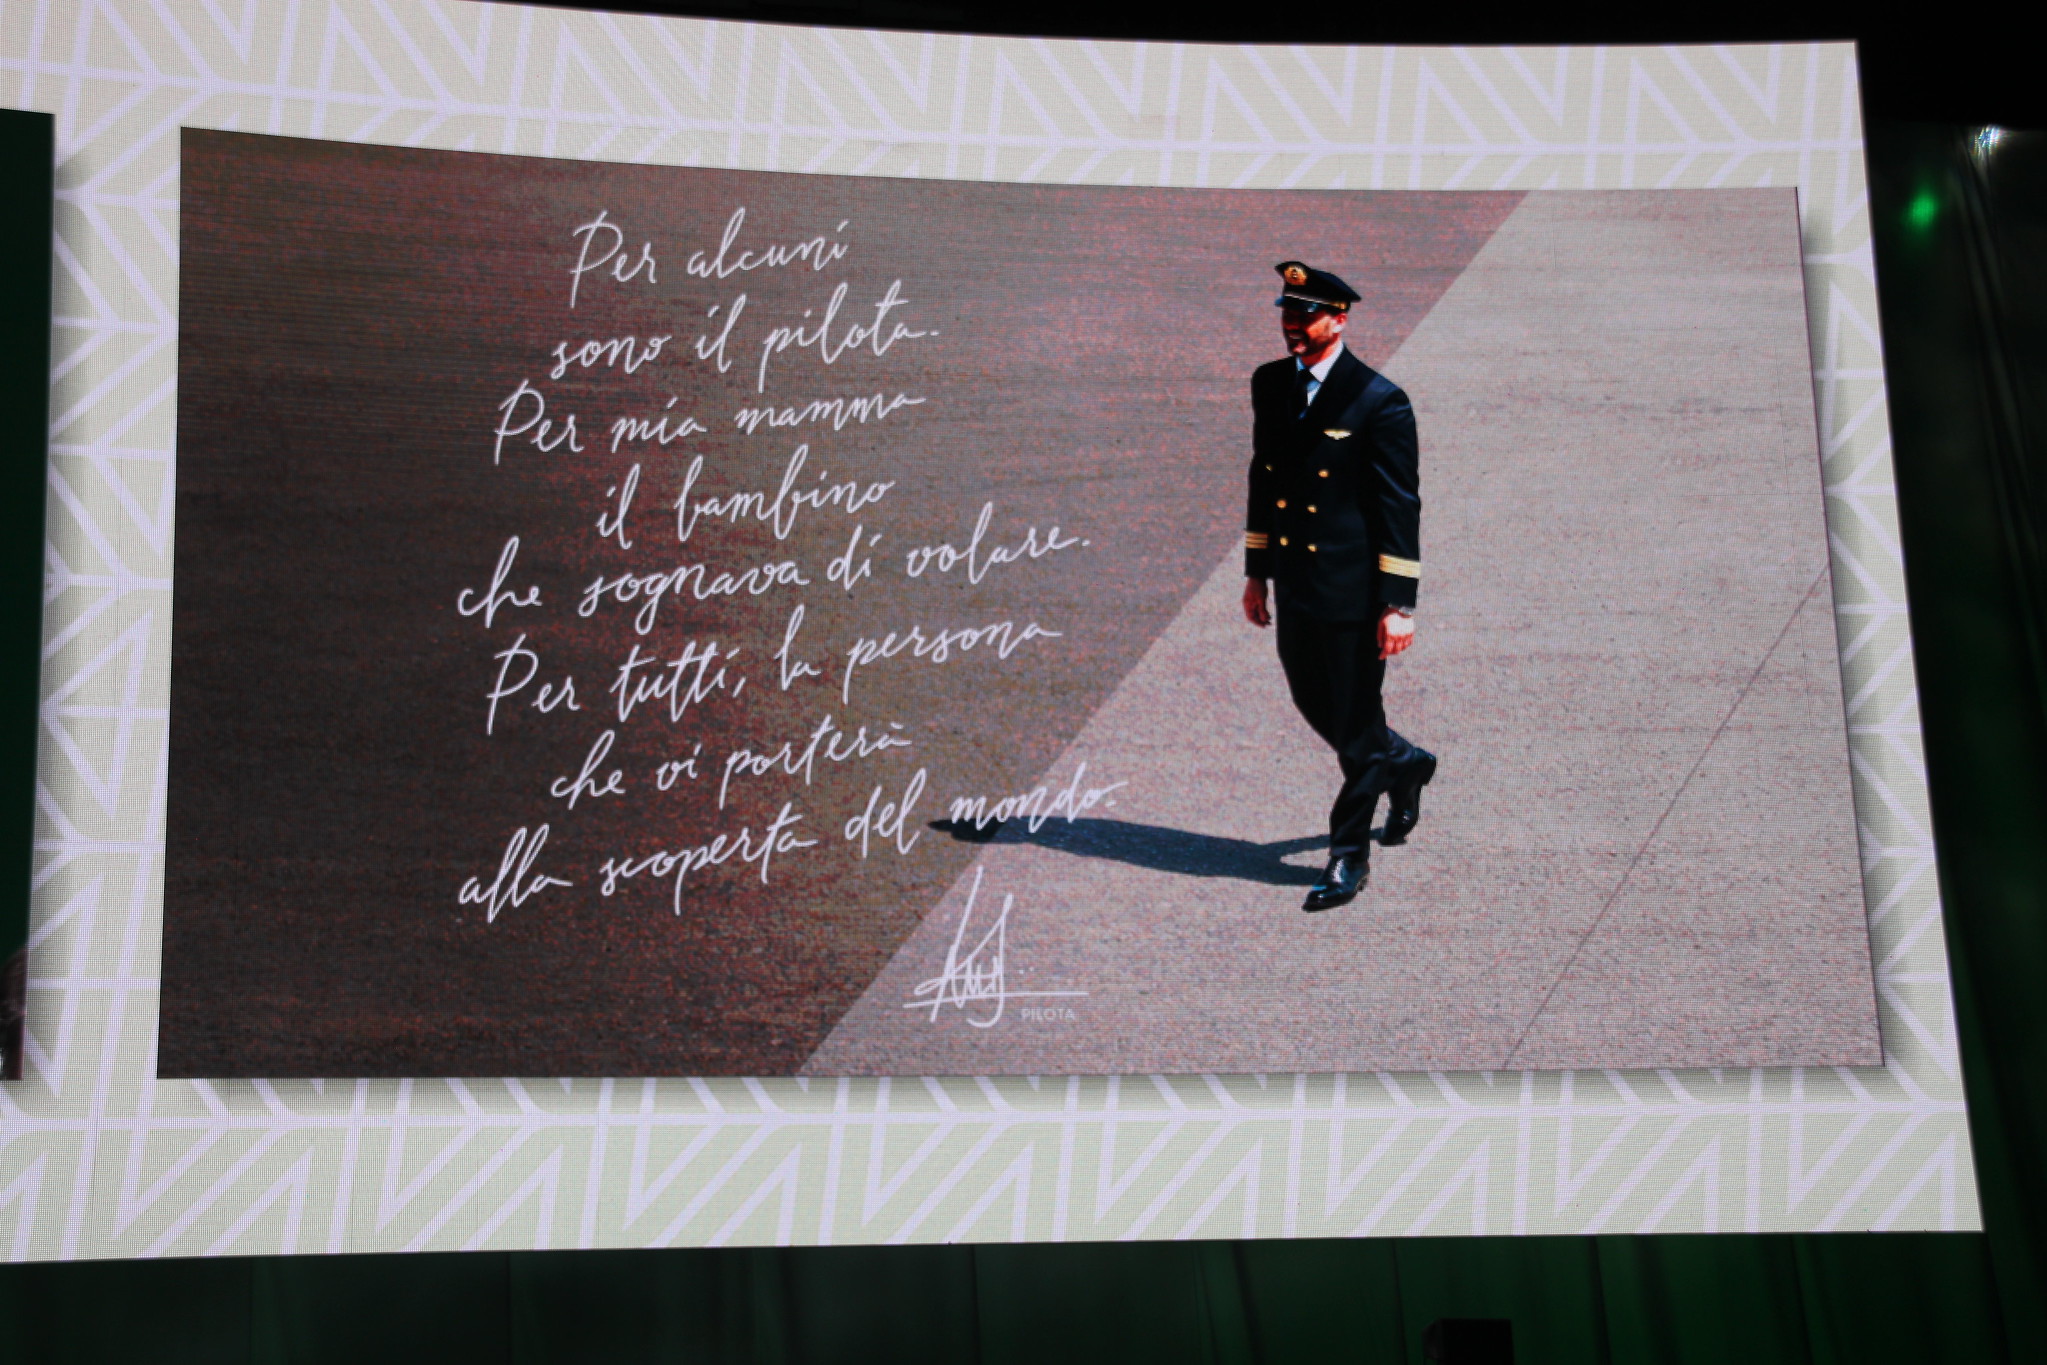 Per alcuni
sono il pilota.
Per mia mamma
il bambino
che sognava di volare.
Per tutti, la persona
che vi porterà
alla scoperta del mondo.
PILOTA